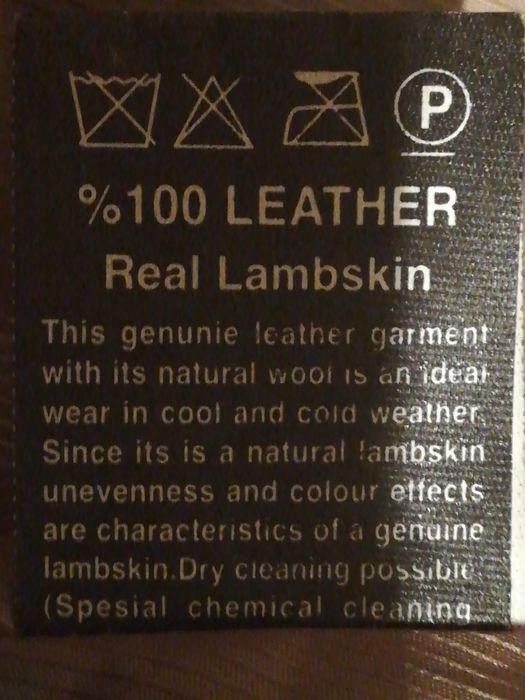 P
%100 LEATHER
Real Lambskin
This genunie leather garment
with its natural wool is an ideal
wear in cool and cold weather.
Since its is a natural lambskin
unevenness and colour effects
are characteristics of a genuine
lambskin.Dry cleaning possible
(Spesial chemical cleaning